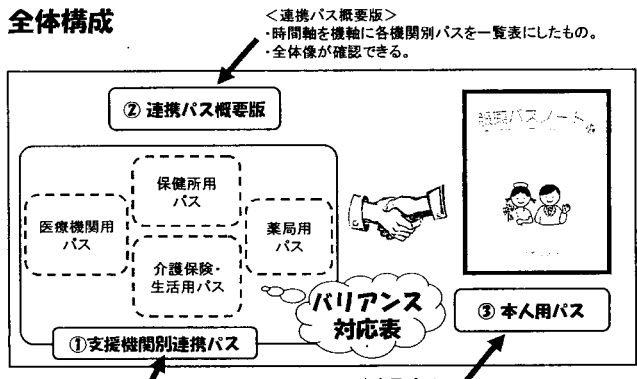 全体構成
<連携パス概要版>
・時間軸を機軸に各機関別パスを一覧表にしたもの。
・全体像が確認できる。
② 連携パス概要版
保健所用
パス
医療機関用
パス
薬局用
パス
介護保険・
生活用パス
バリアンス
対応表
①支援機関別連携パス
パスノート
③ 本人用パス